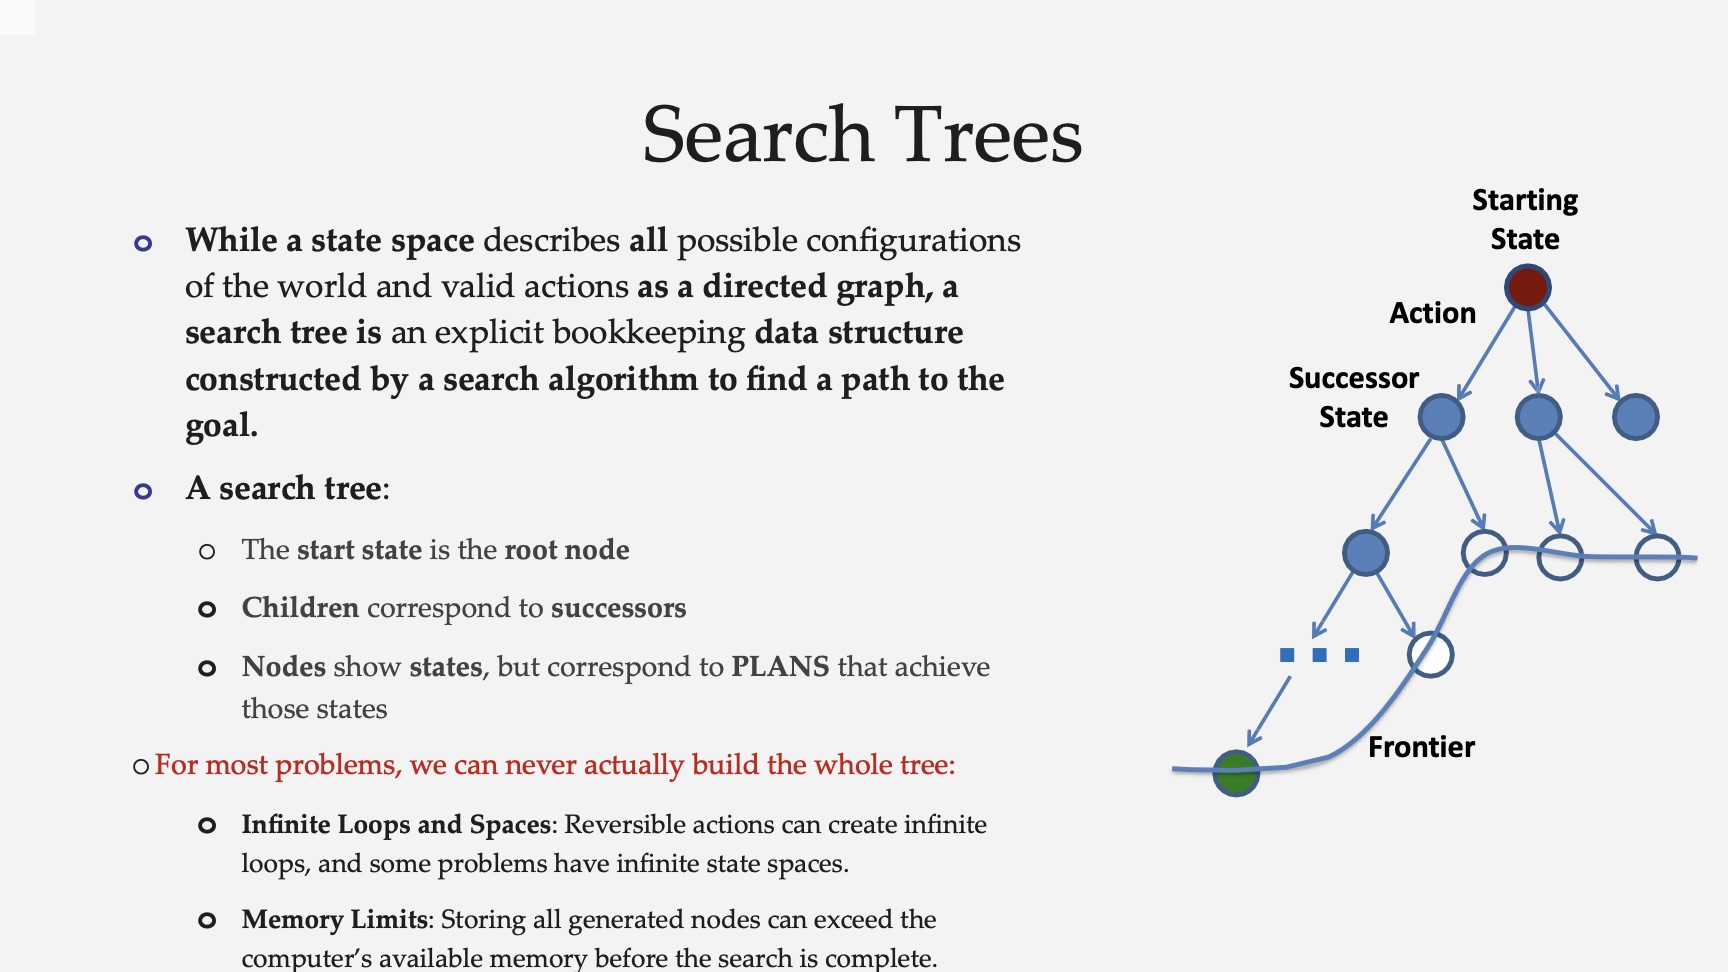 Search Trees
While a state space describes all possible configurations
of the world and valid actions as a directed graph, a
search tree is an explicit bookkeeping data structure
constructed by a search algorithm to find a path to the
goal.
A search tree:
The start state is the root node
Children correspond to successors
Nodes show states, but correspond to PLANS that achieve
those states
For most problems, we can never actually build the whole tree:
Infinite Loops and Spaces: Reversible actions can create infinite
loops, and some problems have infinite state spaces.
Memory Limits: Storing all generated nodes can exceed the
computer’s available memory before the search is complete.
Starting
State
Action
Successor
State
Frontier